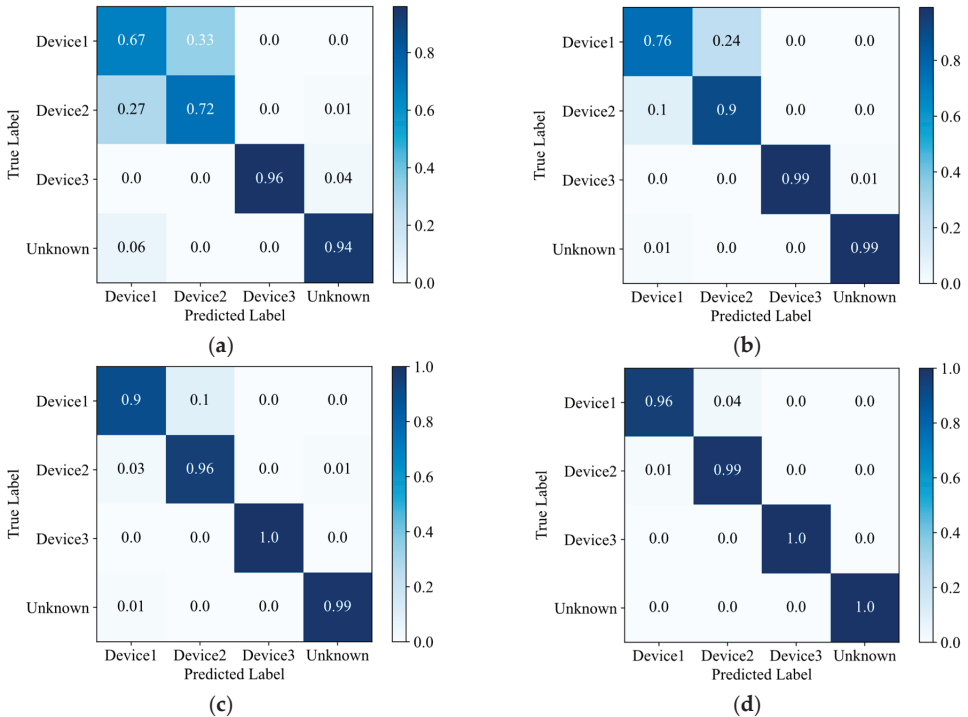 Device1 0.67 0.33 0.0 0.0
Device2 0.27 0.72 0.0 0.01
Device3 0.0 0.0 0.96 0.04
Unknown 0.06 0.0 0.0 0.94
Device1 Device2 Device3 Unknown
Predicted Label
True Label
0.8
0.6
0.4
0.2
0.0
(a)
Device1 0.76 0.24 0.0 0.0
Device2 0.1 0.9 0.0 0.0
Device3 0.0 0.0 0.99 0.01
Unknown 0.01 0.0 0.0 0.99
Device1 Device2 Device3 Unknown
Predicted Label
True Label
0.8
0.6
0.4
0.2
0.0
(b)
Device1 0.9 0.1 0.0 0.0
Device2 0.03 0.96 0.0 0.01
Device3 0.0 0.0 1.0 0.0
Unknown 0.01 0.0 0.0 0.99
Device1 Device2 Device3 Unknown
Predicted Label
True Label
1.0
0.8
0.6
0.4
0.2
0.0
(c)
Device1 0.96 0.04 0.0 0.0
Device2 0.01 0.99 0.0 0.0
Device3 0.0 0.0 1.0 0.0
Unknown 0.0 0.0 0.0 1.0
Device1 Device2 Device3 Unknown
Predicted Label
True Label
1.0
0.8
0.6
0.4
0.2
0.0
(d)